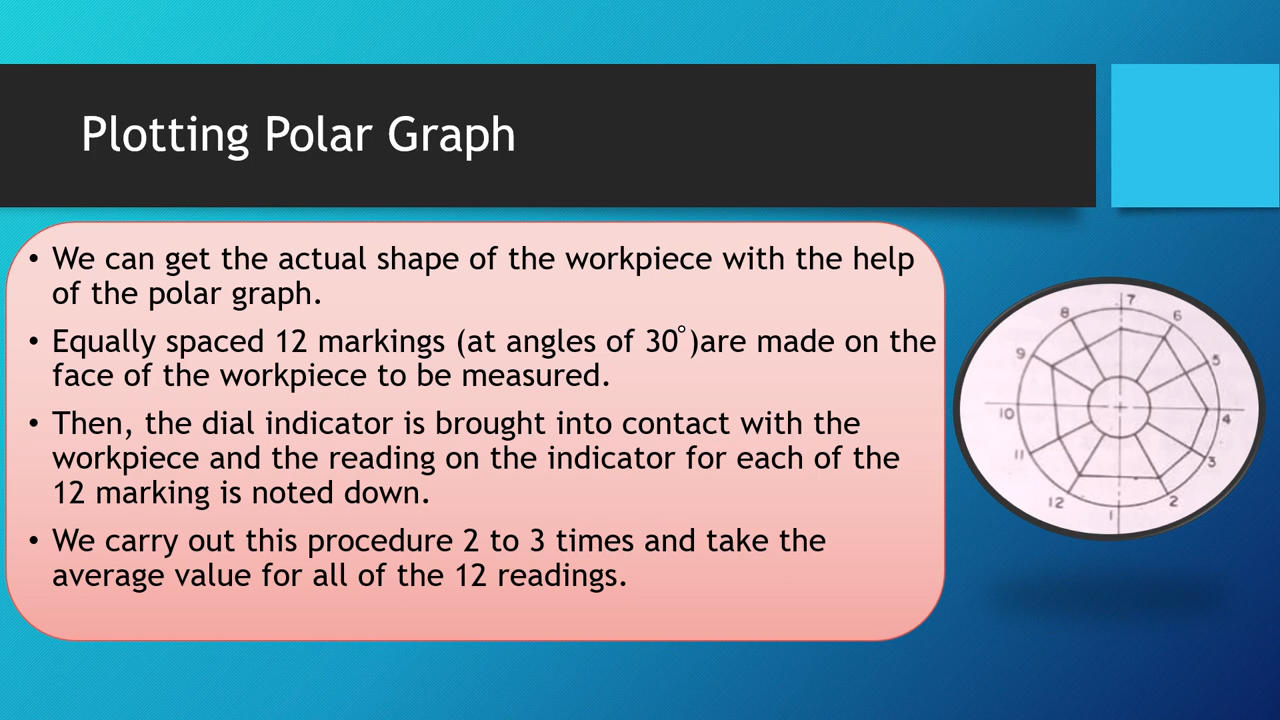 Plotting Polar Graph
• We can get the actual shape of the workpiece with the help
of the polar graph.
• Equally spaced 12 markings (at angles of 30°)are made on the
face of the workpiece to be measured.
• Then, the dial indicator is brought into contact with the
workpiece and the reading on the indicator for each of the
12 marking is noted down.
• We carry out this procedure 2 to 3 times and take the
average value for all of the 12 readings.
7
8
6
9
5
10
4
11
3
12
2
1